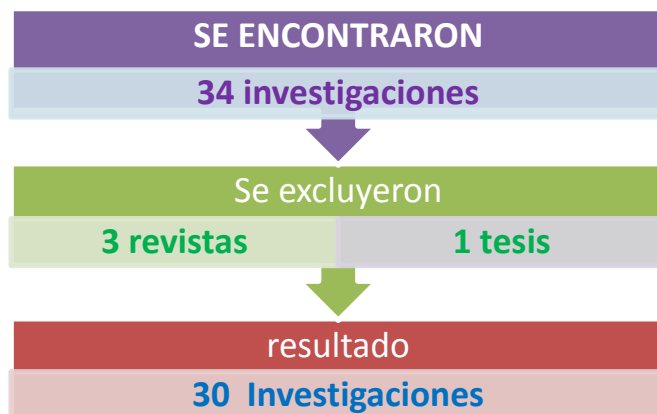 SE ENCONTRARON
34 investigaciones
Se excluyeron
3 revistas
1 tesis
resultado
30 Investigaciones